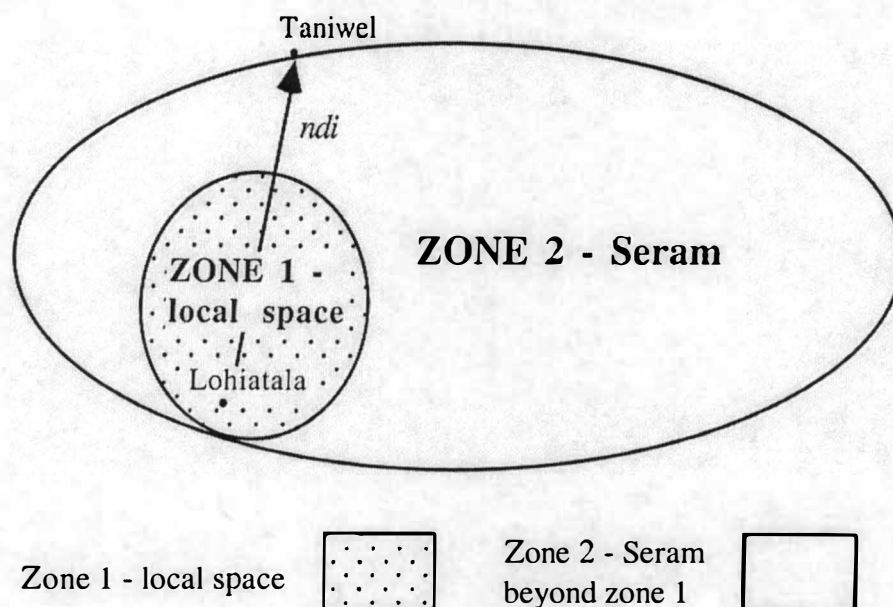 Taniwel
ndi
ZONE 2 - Seram
ZONE 1 -
local space
Lohiatala
Zone 1 - local space
Zone 2 - Seram
beyond zone 1